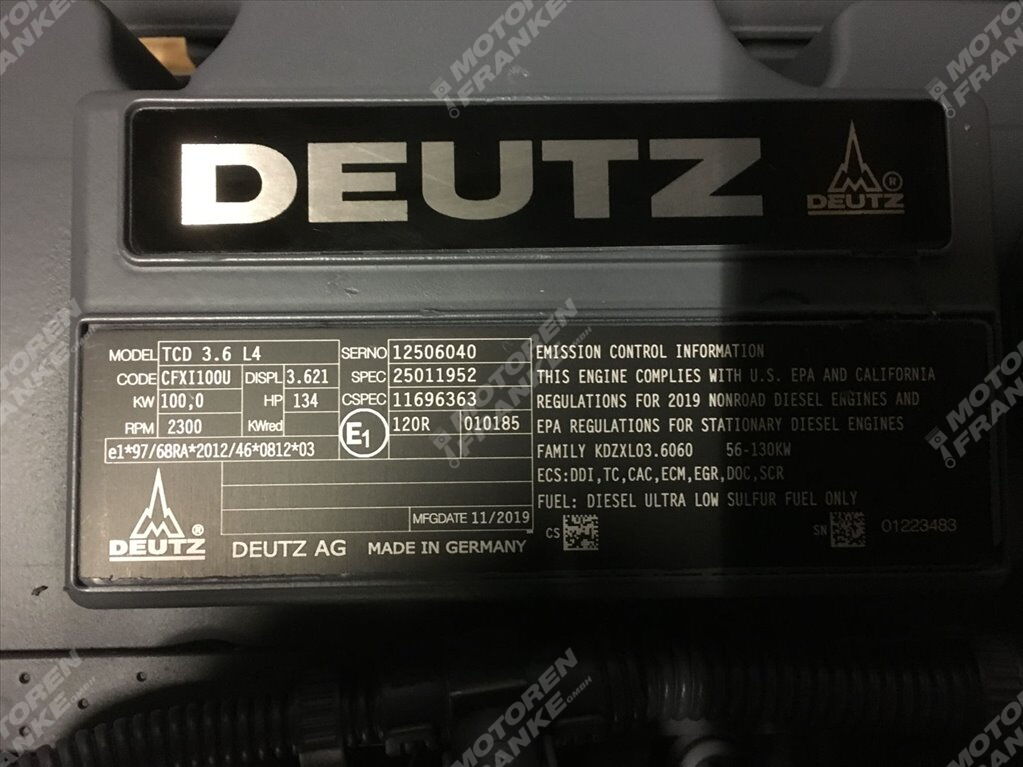 DEUTZ
DEUTZ ®
MODEL TCD 3.6 L4 SERNO 12506040
CODE CFXI100U DISPL 3.621 SPEC 25011952
KW 100,0 HP 134 CSPEC 11696363
RPM 2300 KWred E1 120R 010185
e1*97/68RA*2012/46*0812*03
MFGDATE 11/2019
DEUTZ ® DEUTZ AG MADE IN GERMANY
EMISSION CONTROL INFORMATION
THIS ENGINE COMPLIES WITH U.S. EPA AND CALIFORNIA
REGULATIONS FOR 2019 NONROAD DIESEL ENGINES AND
EPA REGULATIONS FOR STATIONARY DIESEL ENGINES
FAMILY KDZXL03.6060 56-130KW
ECS:DDI,TC,CAC,ECM,EGR,DOC,SCR
FUEL: DIESEL ULTRA LOW SULFUR FUEL ONLY
CS SN 01223483
MOTOREN
FRANKE GMBH